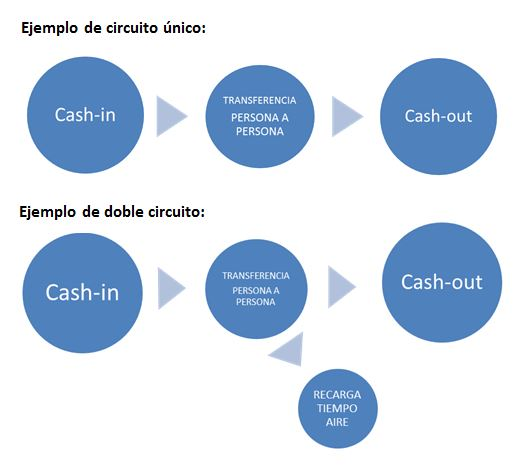 Ejemplo de circuito único:
Cash-in
TRANSFERENCIA
PERSONA A
PERSONA
Cash-out
Ejemplo de doble circuito:
Cash-in
TRANSFERENCIA
PERSONA A
PERSONA
Cash-out
RECARGA
TIEMPO
AIRE